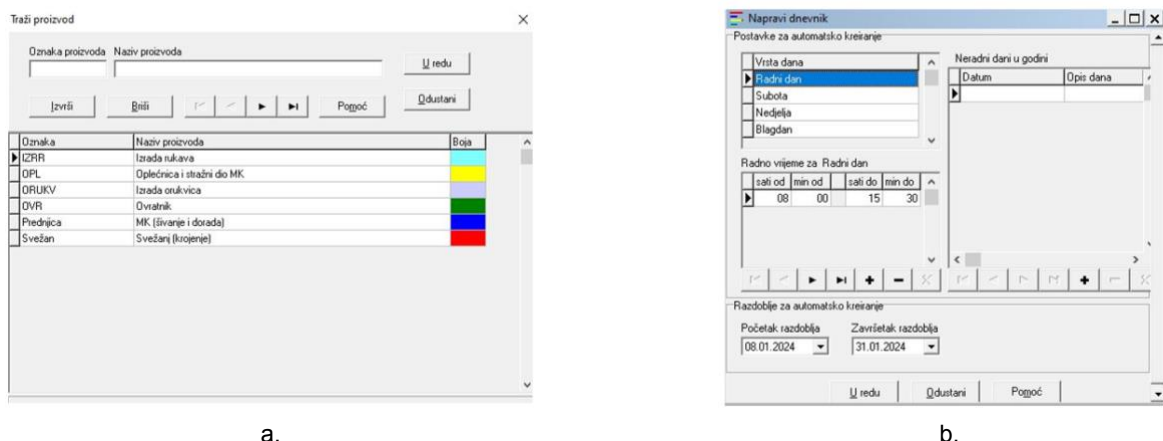 Traži proizvod
Oznaka proizvoda Naziv proizvoda
U redu
Odustani
Izvrši Briši Pomoć
Oznaka Naziv proizvoda Boja
IZRR Izrada rukava
OPL Oplećnica i stražni dio MK
ORUKV Izrada orukvica
OVR Ovratnik
Prednjica MK (šivanje i dorada)
Svežan Svežanj (krojenje)
a.
Napravi dnevnik
Postavke za automatsko kreiranje
Vrsta dana
Radni dan
Subota
Nedjelja
Blagdan
Neradni dani u godini
Datum Opis dana
Radno vrijeme za Radni dan
sati od min od sati do min do
08 00 15 30
Razdoblje za automatsko kreiranje
Početak razdoblja Završetak razdoblja
08.01.2024 31.01.2024
U redu Odustani Pomoć
b.